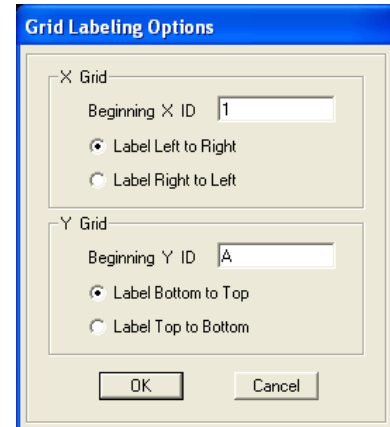 Grid Labeling Options
X Grid
Beginning X ID 1
Label Left to Right
Label Right to Left
Y Grid
Beginning Y ID A
Label Bottom to Top
Label Top to Bottom
OK Cancel